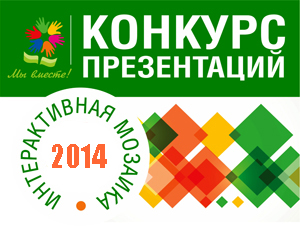 КОНКУРС
ПРЕЗЕНТАЦИЙ
Мы вместе!
ИНТЕРАКТИВНАЯ МОЗАИКА
2014